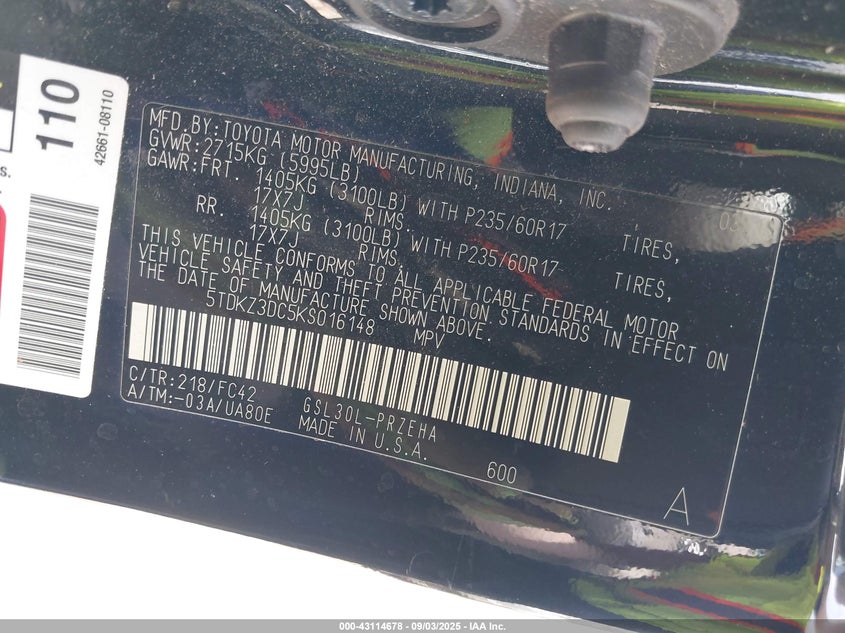 s.
110
42661-08110
MFD.BY:TOYOTA MOTOR MANUFACTURING, INDIANA, INC.
GVWR:2715KG (5995LB)
GAWR:FRT. 1405KG (3100LB) WITH P235/60R17 TIRES,
17X7J RIMS.
RR. 1405KG (3100LB) WITH P235/60R17 TIRES,
17X7J RIMS.
THIS VEHICLE CONFORMS TO ALL APPLICABLE FEDERAL MOTOR
VEHICLE SAFETY AND THEFT PREVENTION STANDARDS IN EFFECT ON
THE DATE OF MANUFACTURE SHOWN ABOVE.
5TDKZ3DC5KS016148 MPV
C/TR:218/FC42 GSL30L-PRZEHA
A/TM:-03A/UA80E MADE IN U.S.A.
600
A
000-43114678 - 09/03/2025 - IAA Inc.